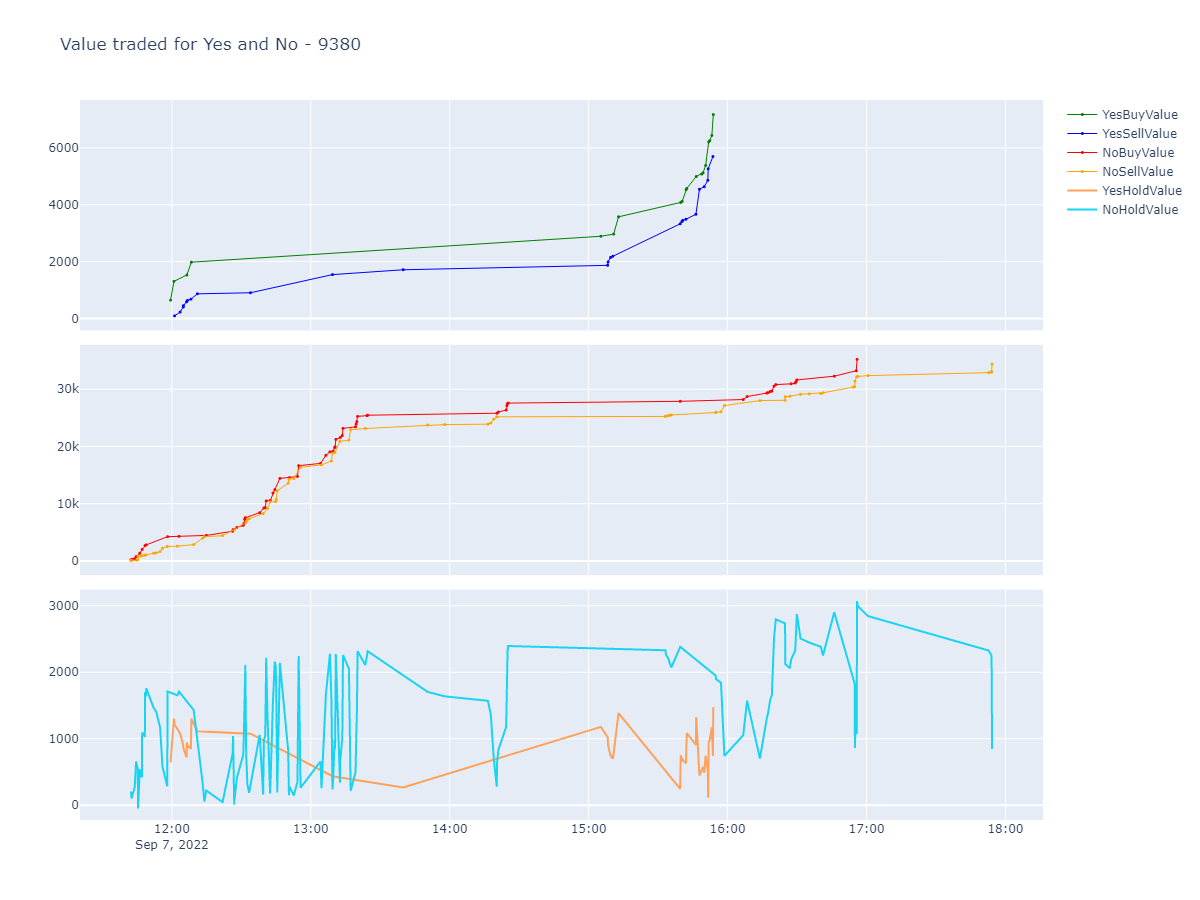 Value traded for Yes and No - 9380
YesBuyValue
YesSellValue
NoBuyValue
NoSellValue
YesHoldValue
NoHoldValue
6000
4000
2000
0
30k
20k
10k
0
3000
2000
1000
0
12:00 13:00 14:00 15:00 16:00 17:00 18:00
Sep 7, 2022